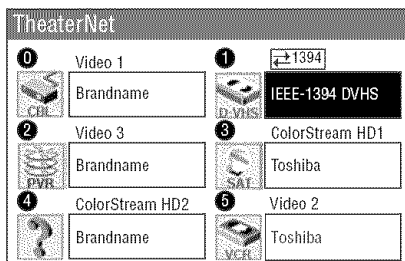 TheaterNet
0 Video 1
CBL Brandname
1 1394
D-VHS IEEE-1394 DVHS
2 Video 3
PVR Brandname
3 ColorStream HD1
SAT Toshiba
4 ColorStream HD2
Brandname
5 Video 2
VCR Toshiba